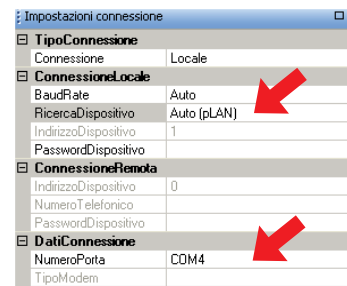 Impostazioni connessione
TipoConnessione
Connessione Locale
ConnessioneLocale
BaudRate Auto
RicercaDispositivo Auto (pLAN)
IndirizzoDispositivo 1
PasswordDispositivo
ConnessioneRemota
IndirizzoDispositivo 0
NumeroTelefonico
PasswordDispositivo
DatiConnessione
NumeroPorta COM4
TipoModem